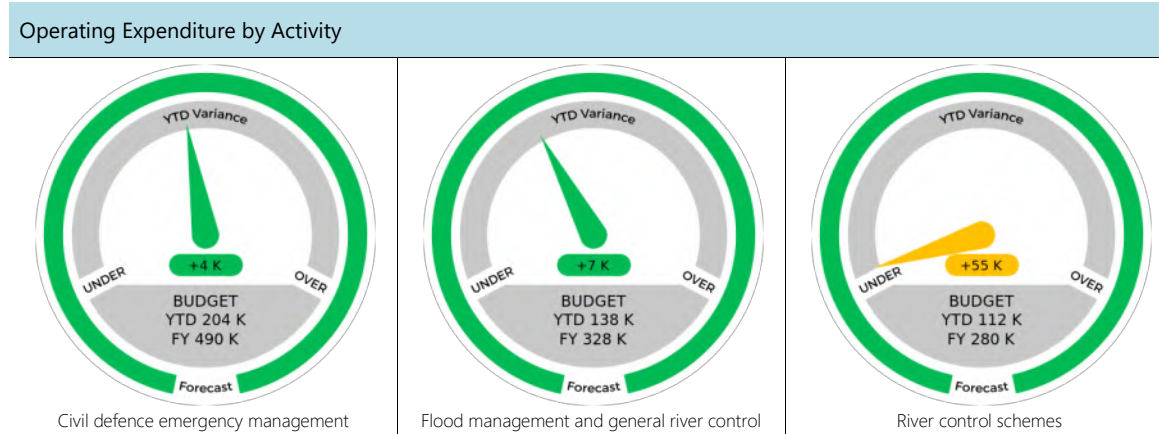 Operating Expenditure by Activity
YTD Variance
+4 K
UNDER
OVER
BUDGET
YTD 204 K
FY 490 K
Forecast
Civil defence emergency management
YTD Variance
+7 K
UNDER
OVER
BUDGET
YTD 138 K
FY 328 K
Forecast
Flood management and general river control
YTD Variance
+55 K
UNDER
OVER
BUDGET
YTD 112 K
FY 280 K
Forecast
River control schemes